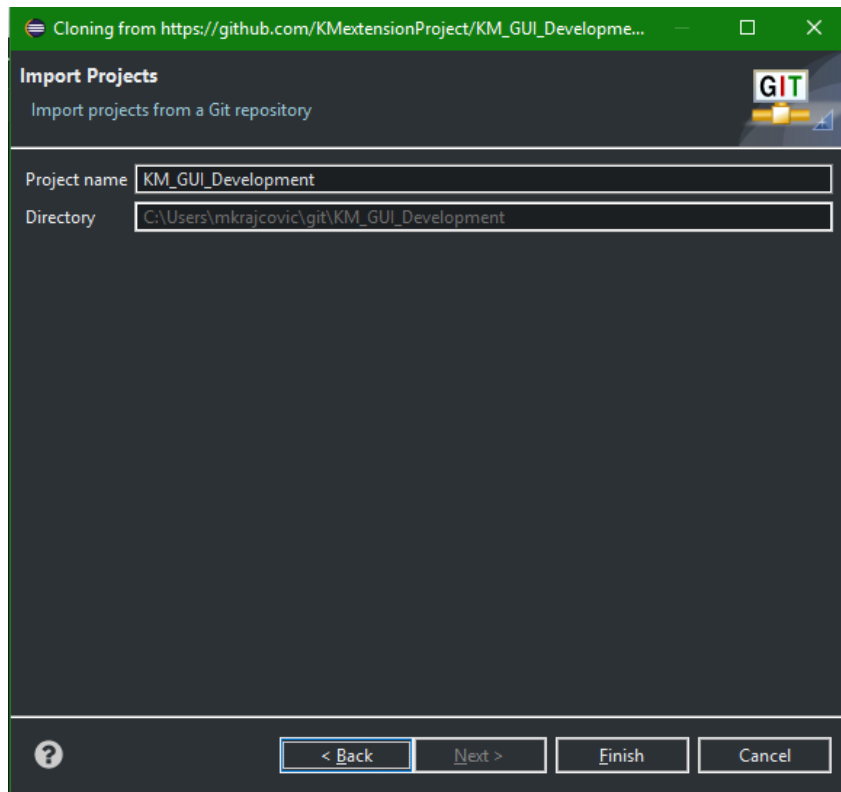 Cloning from https://github.com/KMextensionProject/KM_GUI_Developme...
Import Projects
Import projects from a Git repository
GIT
Project name KM_GUI_Development
Directory C:\Users\mkrajcovic\git\KM_GUI_Development
? < Back Next > Finish Cancel